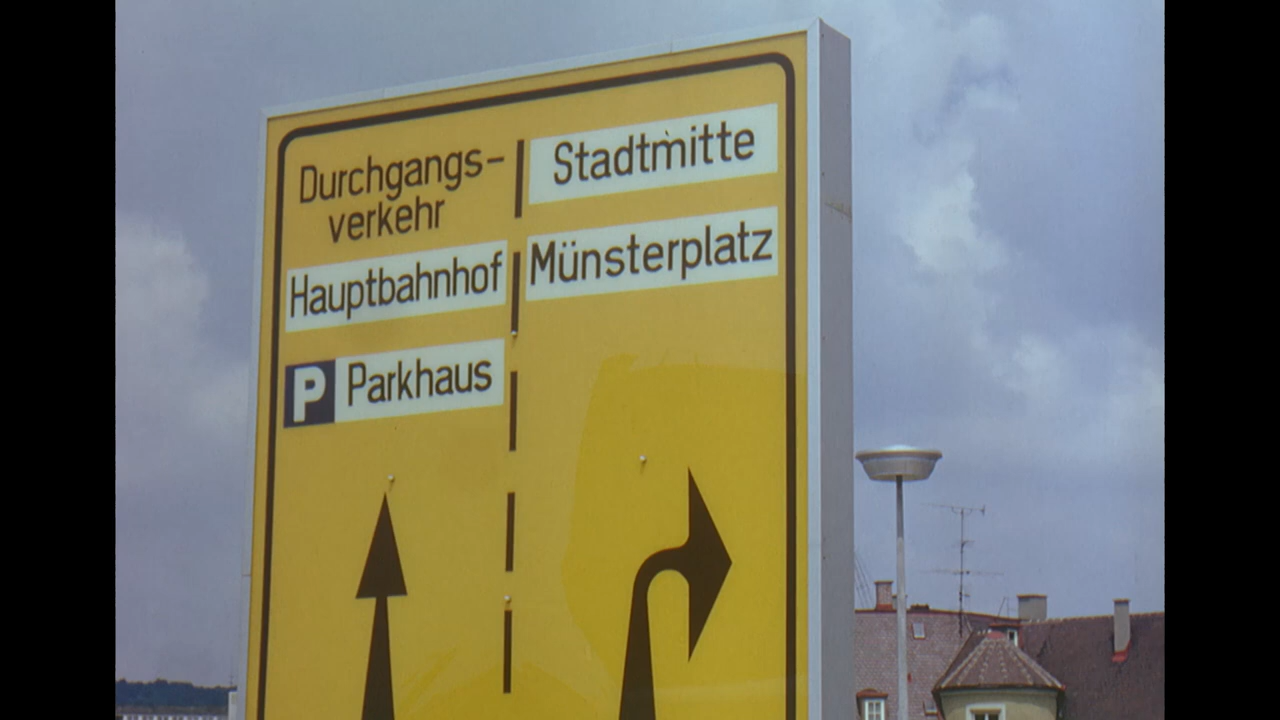 Durchgangs-
verkehr
Hauptbahnhof
P Parkhaus
Stadtmitte
Münsterplatz